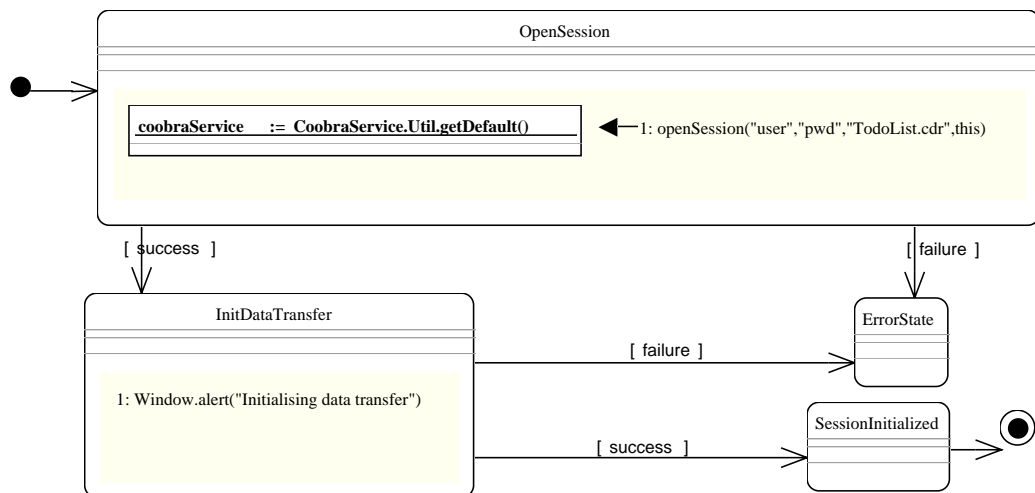 OpenSession
coobraService := CoobraService.Util.getDefault()
1: openSession("user","pwd","TodoList.cdr",this)
[ success ]
[ failure ]
InitDataTransfer
ErrorState
[ failure ]
1: Window.alert("Initialising data transfer")
SessionInitialized
[ success ]